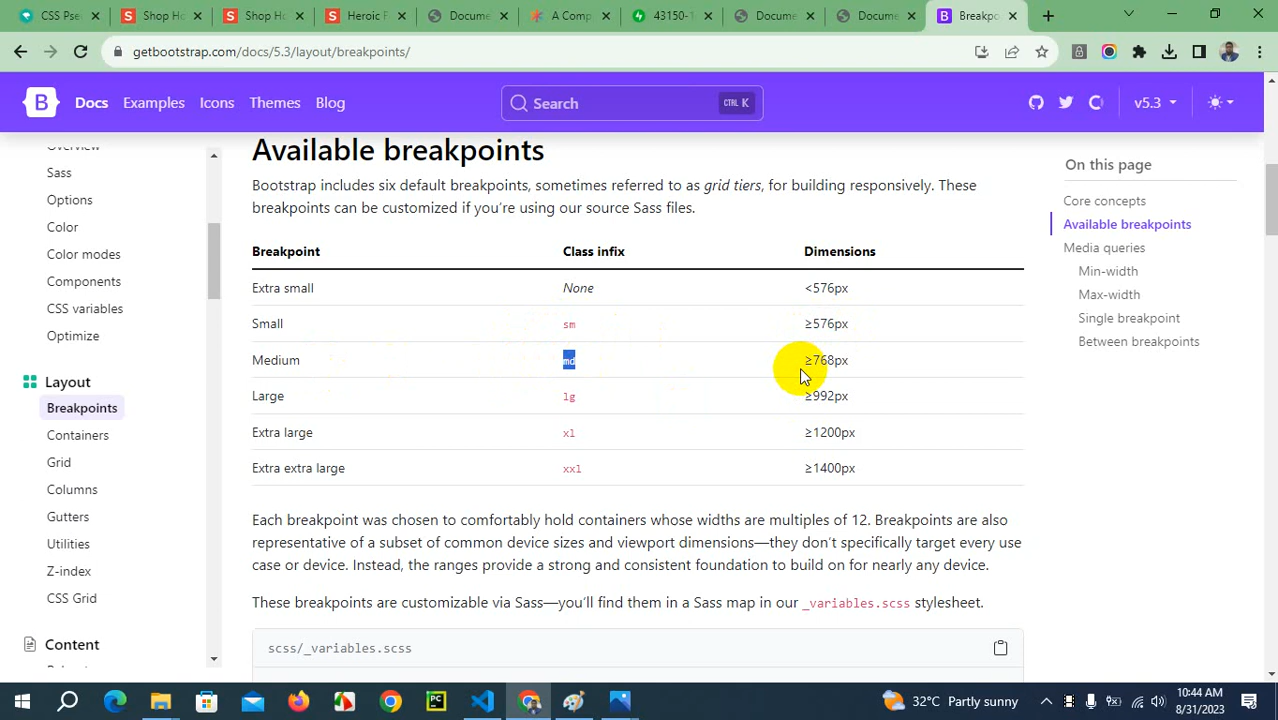 CSS Pse
Shop Ho
Shop Ho
Heroic F
Docume
A Comp
43150-1
Docume
Docume
Breakpo
getbootstrap.com/docs/5.3/layout/breakpoints/
B Docs Examples Icons Themes Blog
Search CTRL K
v5.3
Overview
Sass
Options
Color
Color modes
Components
CSS variables
Optimize
Layout
Breakpoints
Containers
Grid
Columns
Gutters
Utilities
Z-index
CSS Grid
Content
Available breakpoints
Bootstrap includes six default breakpoints, sometimes referred to as grid tiers, for building responsively. These
breakpoints can be customized if you're using our source Sass files.
Breakpoint Class infix Dimensions
Extra small None <576px
Small sm ≥576px
Medium md ≥768px
Large lg ≥992px
Extra large xl ≥1200px
Extra extra large xxl ≥1400px
Each breakpoint was chosen to comfortably hold containers whose widths are multiples of 12. Breakpoints are also
representative of a subset of common device sizes and viewport dimensions—they don't specifically target every use
case or device. Instead, the ranges provide a strong and consistent foundation to build on for nearly any device.
These breakpoints are customizable via Sass—you'll find them in a Sass map in our _variables.scss stylesheet.
scss/_variables.scss
On this page
Core concepts
Available breakpoints
Media queries
Min-width
Max-width
Single breakpoint
Between breakpoints
PC
32°C Partly sunny
10:44 AM
8/31/2023